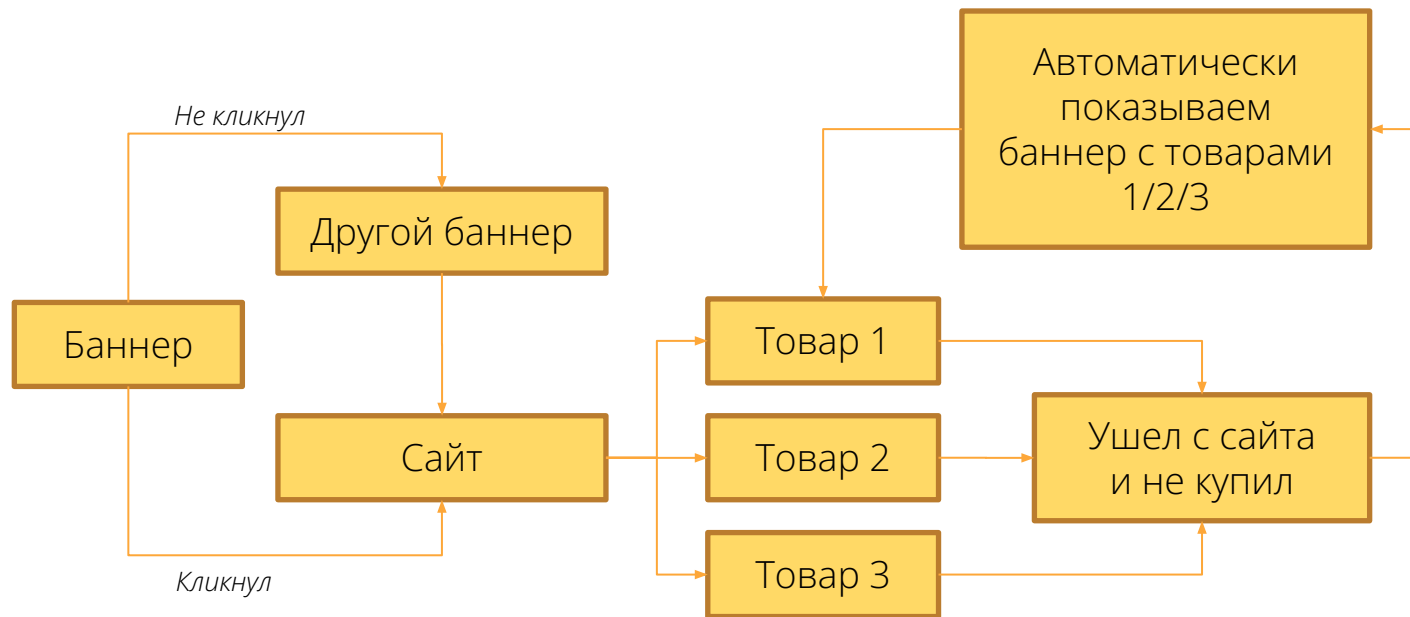 Автоматически
показываем
баннер с товарами
1/2/3
Не кликнул
Другой баннер
Баннер
Товар 1
Сайт
Товар 2
Ушел с сайта
и не купил
Товар 3
Кликнул